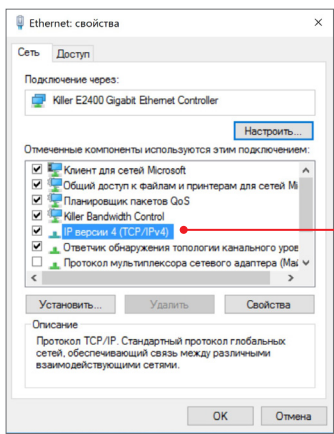 Ethernet: свойства
Сеть
Доступ
Подключение через:
Killer E2400 Gigabit Ethernet Controller
Настроить...
Отмеченные компоненты используются этим подключением:
Клиент для сетей Microsoft
Общий доступ к файлам и принтерам для сетей Mi
Планировщик пакетов QoS
Killer Bandwidth Control
IP версии 4 (TCP/IPv4)
Ответчик обнаружения топологии канального уров
Протокол мультиплексора сетевого адаптера (Май
Установить...
Удалить
Свойства
Описание
Протокол TCP/IP. Стандартный протокол глобальных
сетей, обеспечивающий связь между различными
взаимодействующими сетями.
OK
Отмена